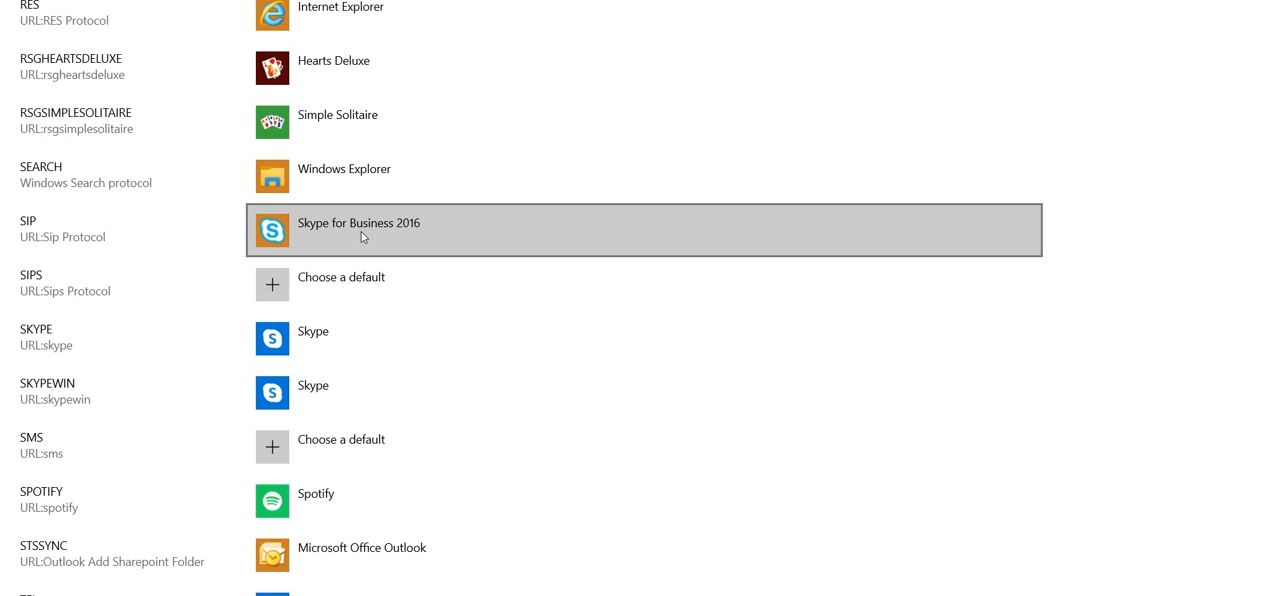 RES
URL:RES Protocol
Internet Explorer
RSGHEARTSDELUXE
URL:rsgheartsdeluxe
Hearts Deluxe
RSGSIMPLESOLITAIRE
URL:rsgsimplesolitaire
Simple Solitaire
SEARCH
Windows Search protocol
Windows Explorer
SIP
URL:Sip Protocol
Skype for Business 2016
SIPS
URL:Sips Protocol
Choose a default
SKYPE
URL:skype
Skype
SKYPEWIN
URL:skypewin
Skype
SMS
URL:sms
Choose a default
SPOTIFY
URL:spotify
Spotify
STSSYNC
URL:Outlook Add Sharepoint Folder
Microsoft Office Outlook